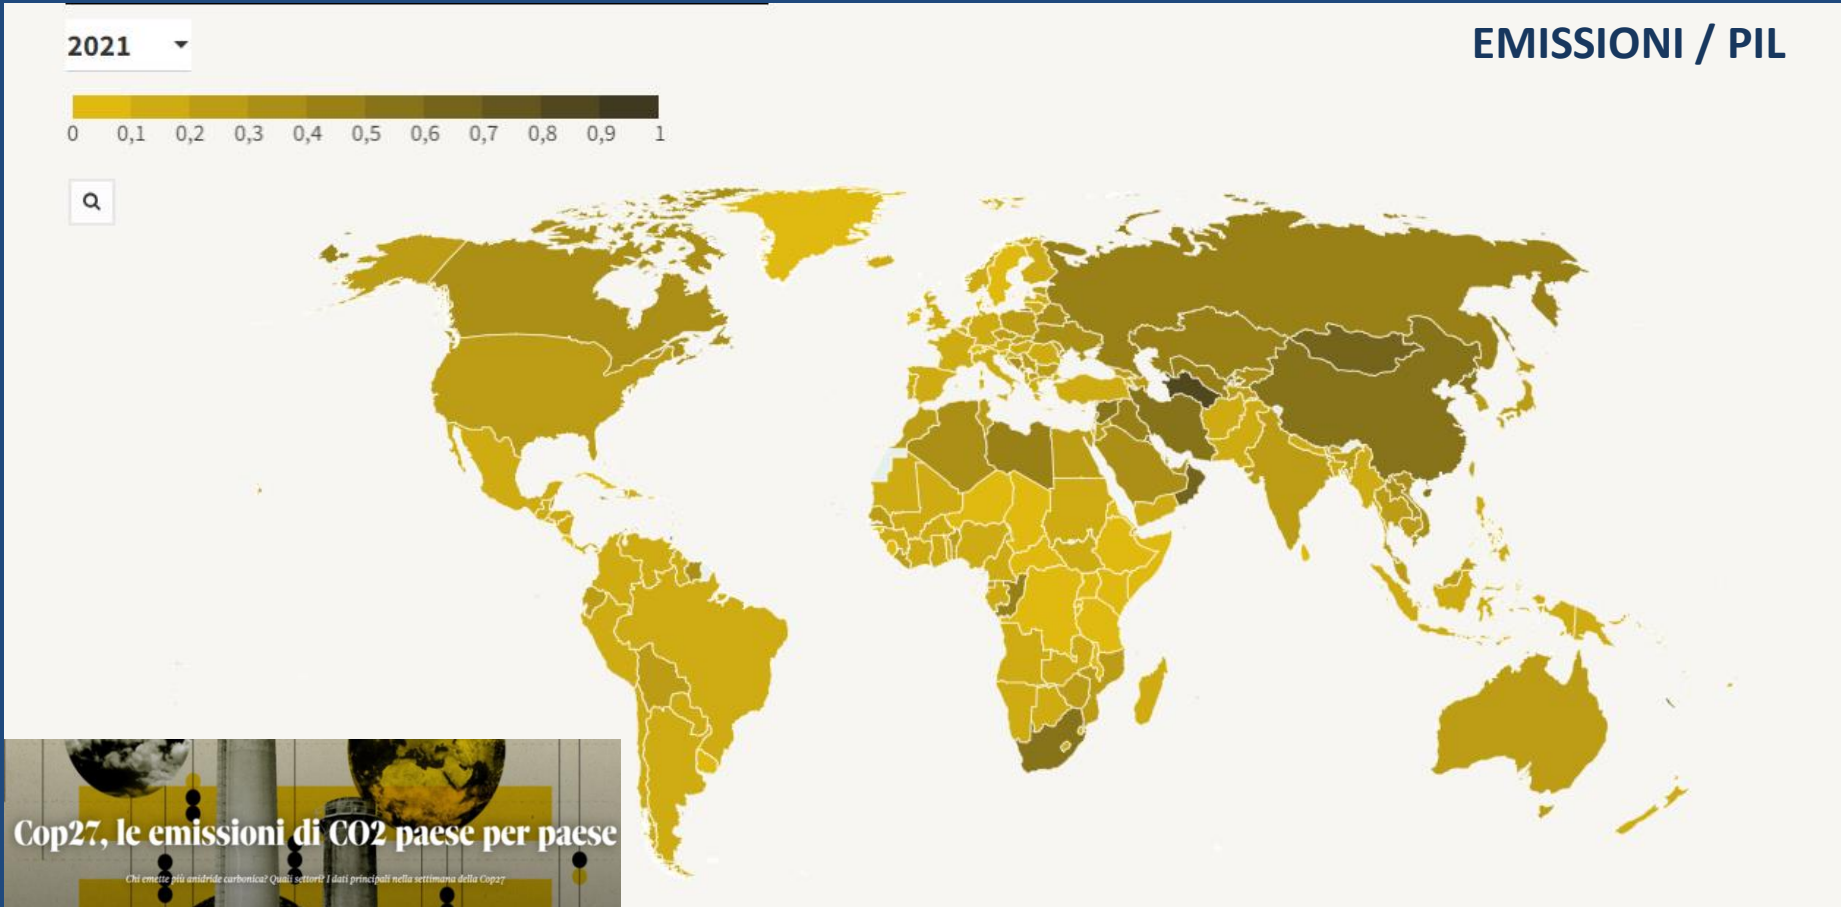 2021
EMISSIONI / PIL
0 0,1 0,2 0,3 0,4 0,5 0,6 0,7 0,8 0,9 1
Cop27, le emissioni di CO2 paese per paese
Chi emette più anidride carbonica? Quali settori? I dati principali nella settimana della Cop27